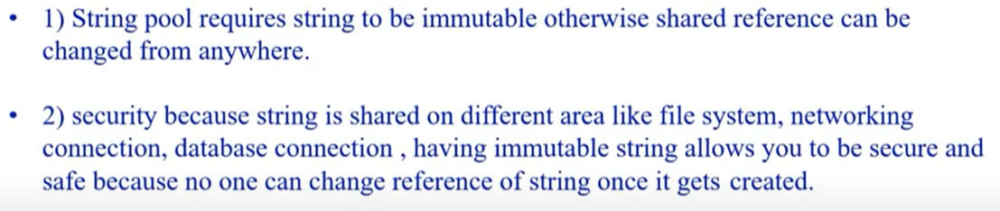 • 1) String pool requires string to be immutable otherwise shared reference can be
changed from anywhere.
• 2) security because string is shared on different area like file system, networking
connection, database connection , having immutable string allows you to be secure and
safe because no one can change reference of string once it gets created.